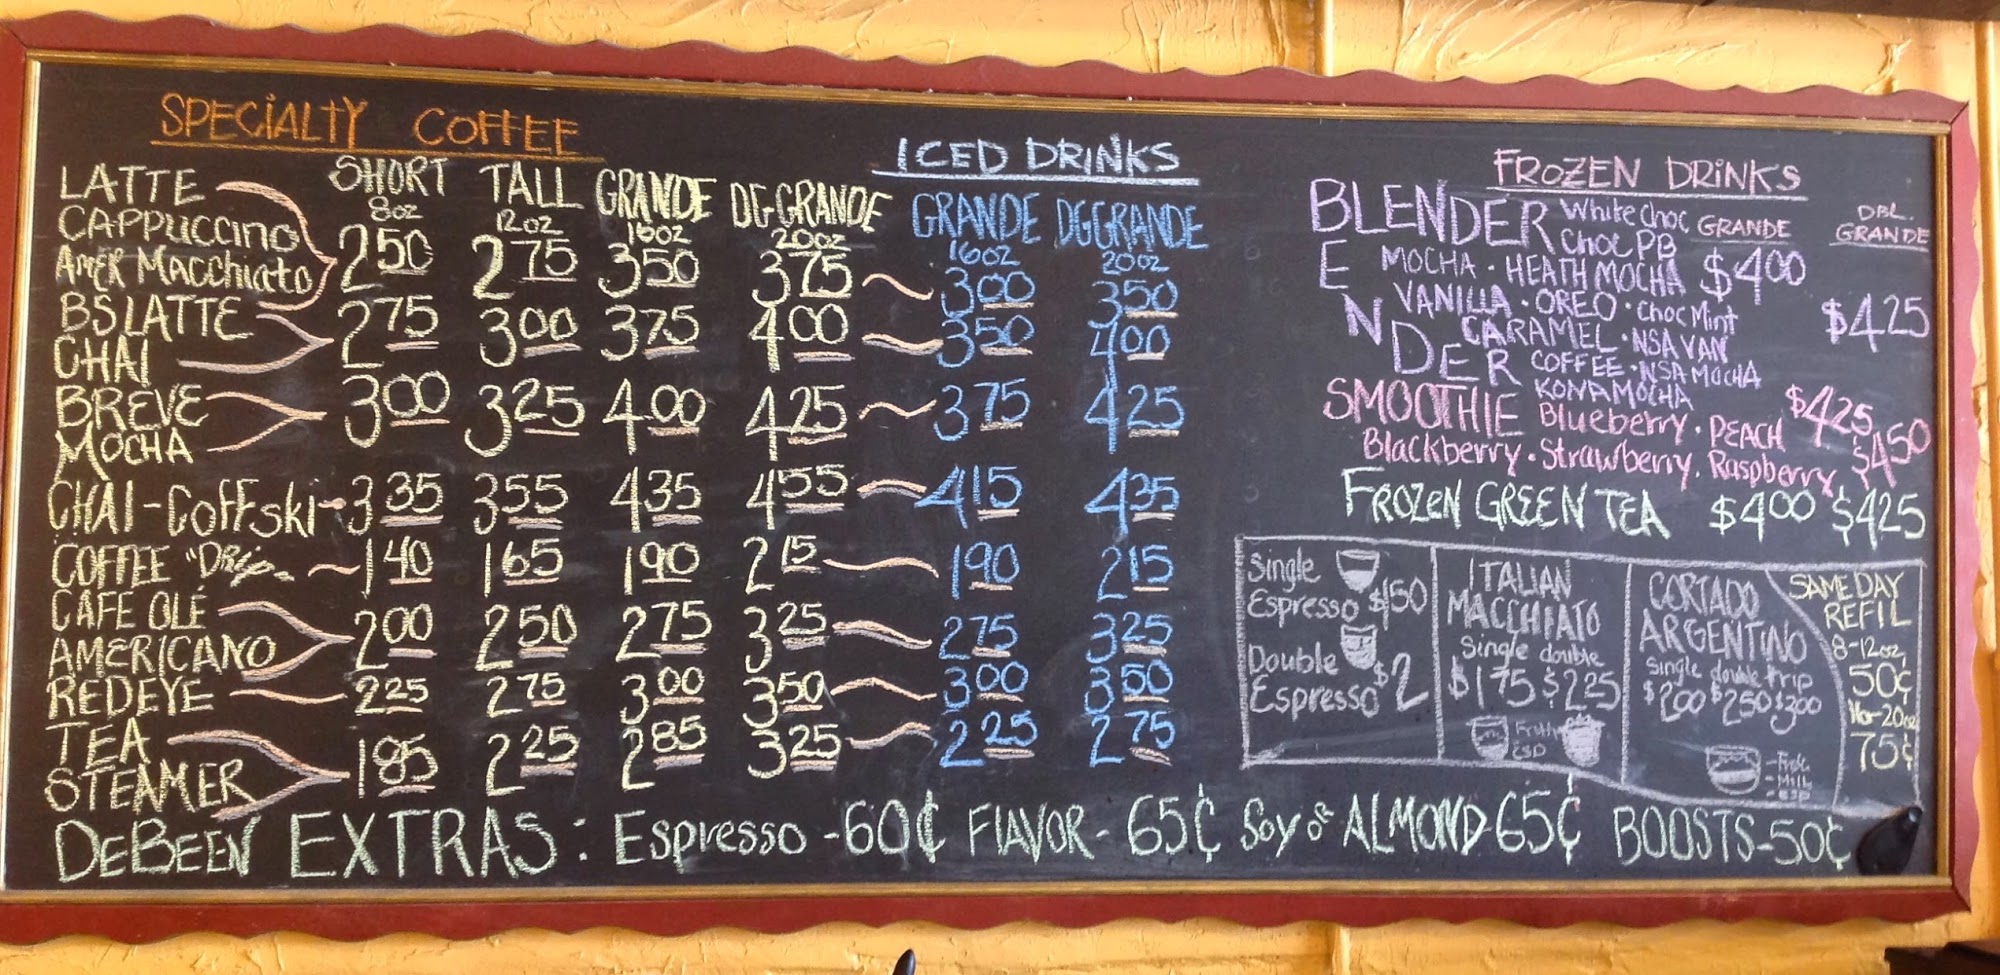 SPECIALTY COFFEE
SHORT TALL GRANDE DG GRANDE
8oz 12oz 16oz 20oz
LATTE
CAPPUCCINO
AMER MACCHIATO
2 50 2 75 3 50 3 75
BS LATTE
CHAI
2 75 3 00 3 75 4 00
BREVE
MOCHA
3 00 3 25 4 00 4 25
CHAI-COFFSKI - 3 35 3 55 4 35 4 55
COFFEE "DRIP" ~ 1 40 1 65 1 90 2 15
CAFE OLÉ
AMERICANO
2 00 2 50 2 75 3 25
REDEYE 2 25 2 75 3 00 3 50
TEA
STEAMER
1 85 2 25 2 85 3 25
ICED DRINKS
GRANDE DG GRANDE
16oz 20oz
3 00 3 50
3 50 4 00
3 75 4 25
4 15 4 35
1 90 2 15
2 75 3 25
3 00 3 50
2 25 2 75
FROZEN DRINKS
GRANDE DBL. GRANDE
BLENDER White Choc
Choc PB
ENDER MOCHA · HEATH MOCHA $4 00
VANILLA · OREO · Choc Mint $4 25
CARAMEL · NSA VAN
COFFEE · NSA MOCHA
KONA MOCHA
SMOOTHIE Blueberry · PEACH $4 25
Blackberry · Strawberry · Raspberry $4 50
FROZEN GREEN TEA $4 00 $4 25
Single
Espresso $1 50
Double
Espresso $2
ITALIAN
MACCHIATO
Single double
$1 75 $2 25
CORTADO
ARGENTINO
Single double trip
$2 00 $2 50 $3 00
SAME DAY
REFIL
8-12oz
50¢
16-20oz
75¢
DeBEEN EXTRAS: Espresso - 60¢ FLAVOR - 65¢ Soy or ALMOND - 65¢ BOOSTS - 50¢